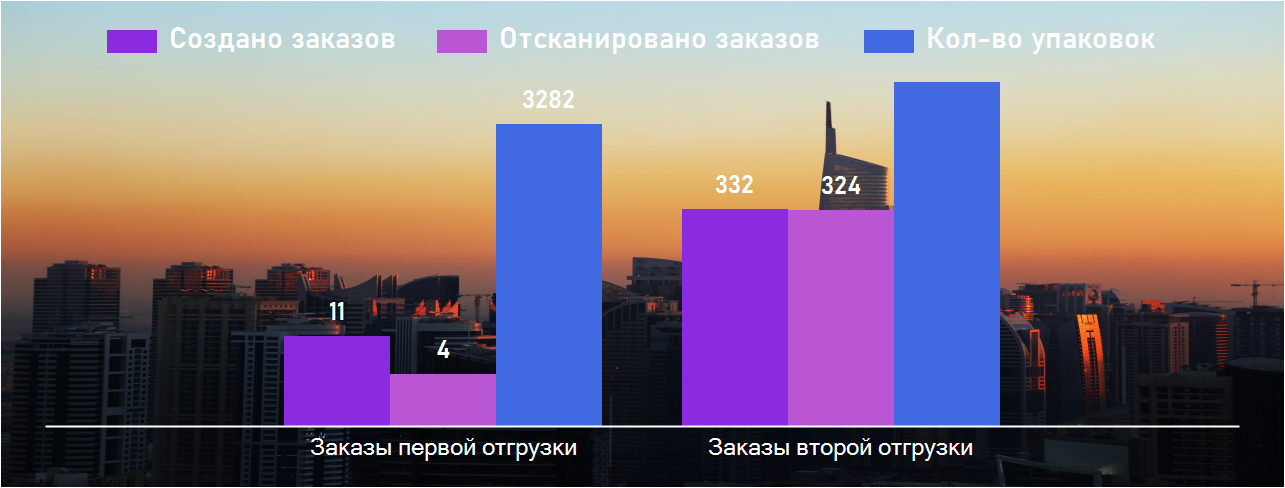 Создано заказов Отсканировано заказов Кол-во упаковок
3282
332 324
11
4
Заказы первой отгрузки Заказы второй отгрузки